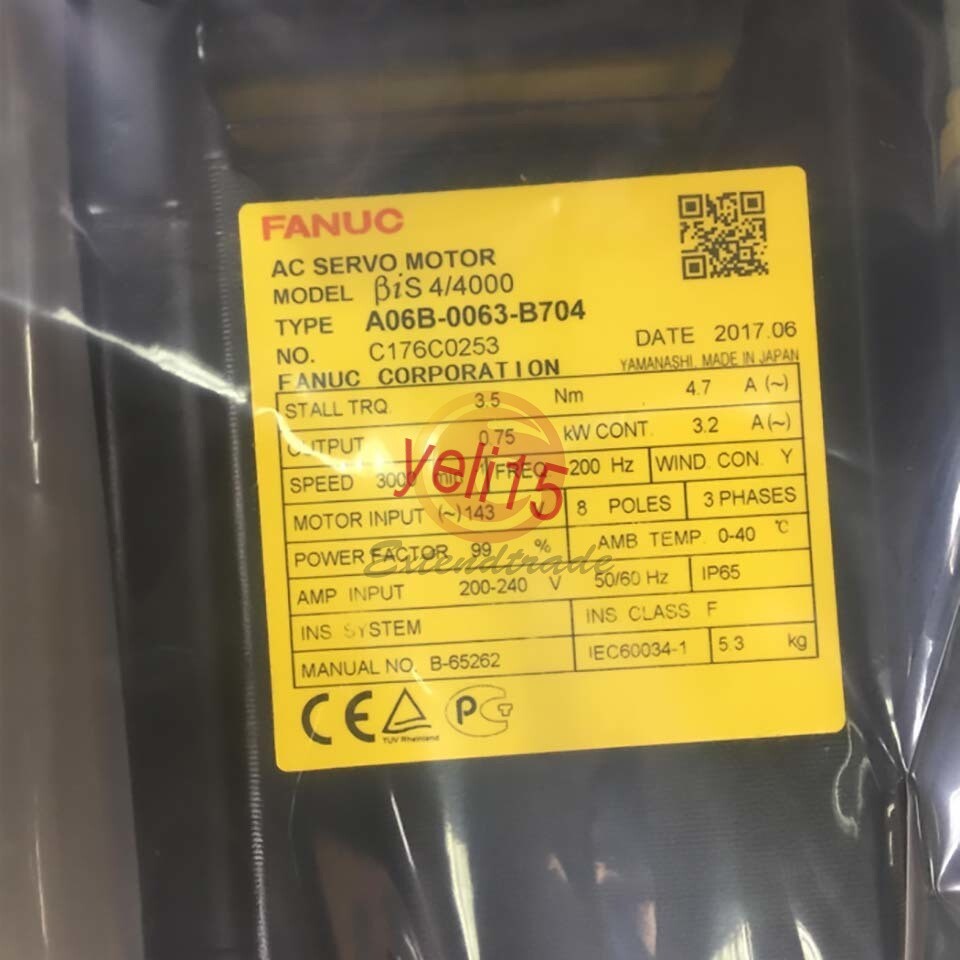 FANUC
AC SERVO MOTOR
MODEL βiS 4/4000
TYPE A06B-0063-B704
NO. C176C0253 DATE 2017.06
FANUC CORPORATION YAMANASHI, MADE IN JAPAN
STALL TRQ. 3.5 Nm 4.7 A (~)
OUTPUT 0.75 kW CONT. 3.2 A (~)
SPEED 3000 FREQ. 200 Hz WIND. CON. Y
MOTOR INPUT (~) 143 V 8 POLES 3 PHASES
POWER FACTOR 99 % AMB. TEMP. 0-40 ℃
AMP INPUT 200-240 V 50/60 Hz IP65
INS. SYSTEM INS. CLASS F
MANUAL NO. B-65262 IEC60034-1 5.3 kg
CE
TÜV Rheinland
yeli15
Extendtrade